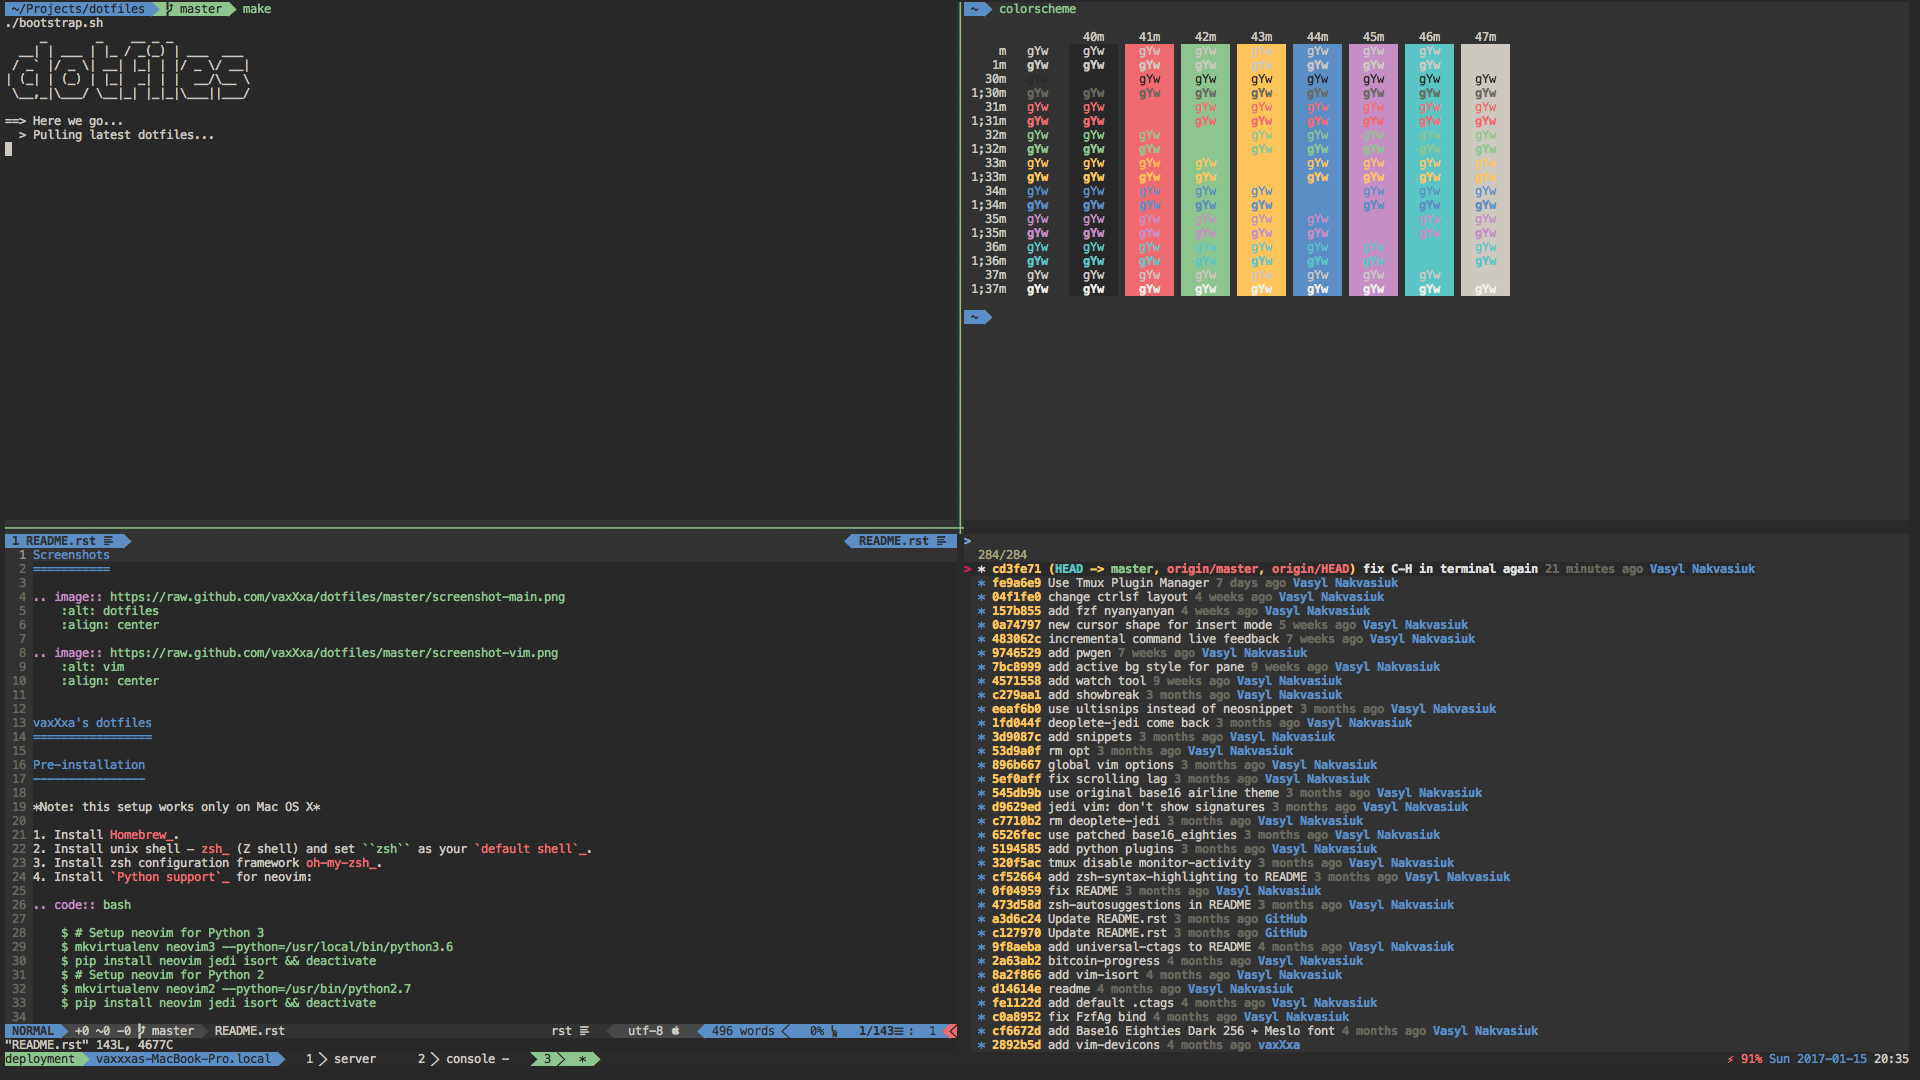 ~/Projects/dotfiles master make
./bootstrap.sh
==> Here we go...
> Pulling latest dotfiles...
~ colorscheme
40m 41m 42m 43m 44m 45m 46m 47m
m gYw gYw gYw gYw gYw gYw gYw gYw
1m gYw gYw gYw gYw gYw gYw gYw gYw
30m gYw gYw gYw gYw gYw gYw gYw gYw
1;30m gYw gYw gYw gYw gYw gYw gYw gYw gYw
31m gYw gYw gYw gYw gYw gYw gYw gYw
1;31m gYw gYw gYw gYw gYw gYw gYw gYw
32m gYw gYw gYw gYw gYw gYw gYw gYw
1;32m gYw gYw gYw gYw gYw gYw gYw gYw
33m gYw gYw gYw gYw gYw gYw gYw gYw
1;33m gYw gYw gYw gYw gYw gYw gYw gYw
34m gYw gYw gYw gYw gYw gYw gYw gYw
1;34m gYw gYw gYw gYw gYw gYw gYw gYw
35m gYw gYw gYw gYw gYw gYw gYw gYw
1;35m gYw gYw gYw gYw gYw gYw gYw gYw
36m gYw gYw gYw gYw gYw gYw gYw gYw
1;36m gYw gYw gYw gYw gYw gYw gYw gYw
37m gYw gYw gYw gYw gYw gYw gYw gYw
1;37m gYw gYw gYw gYw gYw gYw gYw gYw gYw
~
1 README.rst README.rst
1 Screenshots
2 ===========
3
4 .. image:: https://raw.github.com/vaxXxa/dotfiles/master/screenshot-main.png
5 :alt: dotfiles
6 :align: center
7
8 .. image:: https://raw.github.com/vaxXxa/dotfiles/master/screenshot-vim.png
9 :alt: vim
10 :align: center
11
12
13 vaxXxa's dotfiles
14 =================
15
16 Pre-installation
17 ----------------
18
19 *Note: this setup works only on Mac OS X*
20
21 1. Install Homebrew_.
22 2. Install unix shell – zsh_ (Z shell) and set ``zsh`` as your `default shell`_.
23 3. Install zsh configuration framework oh-my-zsh_.
24 4. Install `Python support`_ for neovim:
25
26 .. code:: bash
27
28 $ # Setup neovim for Python 3
29 $ mkvirtualenv neovim3 --python=/usr/local/bin/python3.6
30 $ pip install neovim jedi isort && deactivate
31 $ # Setup neovim for Python 2
32 $ mkvirtualenv neovim2 --python=/usr/bin/python2.7
33 $ pip install neovim jedi isort && deactivate
34
NORMAL +0 ~0 -0 master README.rst rst utf-8 496 words 0% 1/143 : 1
"README.rst" 143L, 4677C
>
284/284
> * cd3fe71 (HEAD -> master, origin/master, origin/HEAD) fix C-H in terminal again 21 minutes ago Vasyl Nakvasiuk
* fe9a6e9 Use Tmux Plugin Manager 7 days ago Vasyl Nakvasiuk
* 04f1fe0 change ctrlsf layout 4 weeks ago Vasyl Nakvasiuk
* 157b855 add fzf nyanyanyan 4 weeks ago Vasyl Nakvasiuk
* 0a74797 new cursor shape for insert mode 5 weeks ago Vasyl Nakvasiuk
* 483062c incremental command live feedback 7 weeks ago Vasyl Nakvasiuk
* 9746529 add pwgen 7 weeks ago Vasyl Nakvasiuk
* 7bc8999 add active bg style for pane 9 weeks ago Vasyl Nakvasiuk
* 4571558 add watch tool 9 weeks ago Vasyl Nakvasiuk
* c279aa1 add showbreak 3 months ago Vasyl Nakvasiuk
* eeaf6b0 use ultisnips instead of neosnippet 3 months ago Vasyl Nakvasiuk
* 1fd044f deoplete-jedi come back 3 months ago Vasyl Nakvasiuk
* 3d9087c add snippets 3 months ago Vasyl Nakvasiuk
* 53d9a0f rm opt 3 months ago Vasyl Nakvasiuk
* 896b667 global vim options 3 months ago Vasyl Nakvasiuk
* 5ef0aff fix scrolling lag 3 months ago Vasyl Nakvasiuk
* 545db9b use original base16 airline theme 3 months ago Vasyl Nakvasiuk
* d9629ed jedi vim: don't show signatures 3 months ago Vasyl Nakvasiuk
* c7710b2 rm deoplete-jedi 3 months ago Vasyl Nakvasiuk
* 6526fec use patched base16_eighties 3 months ago Vasyl Nakvasiuk
* 5194585 add python plugins 3 months ago Vasyl Nakvasiuk
* 320f5ac tmux disable monitor-activity 3 months ago Vasyl Nakvasiuk
* cf52664 add zsh-syntax-highlighting to README 3 months ago Vasyl Nakvasiuk
* 0f04959 fix README 3 months ago Vasyl Nakvasiuk
* 473d58d zsh-autosuggestions in README 3 months ago Vasyl Nakvasiuk
* a3d6c24 Update README.rst 3 months ago GitHub
* c127970 Update README.rst 3 months ago GitHub
* 9f8aeba add universal-ctags to README 4 months ago Vasyl Nakvasiuk
* 2a63ab2 bitcoin-progress 4 months ago Vasyl Nakvasiuk
* 8a2f866 add vim-isort 4 months ago Vasyl Nakvasiuk
* d14614e readme 4 months ago Vasyl Nakvasiuk
* fe1122d add default .ctags 4 months ago Vasyl Nakvasiuk
* c0a8952 fix FzfAg bind 4 months ago Vasyl Nakvasiuk
* cf6672d add Base16 Eighties Dark 256 + Meslo font 4 months ago Vasyl Nakvasiuk
* 2892b5d add vim-devicons 4 months ago vaxXxa
deployment vaxxxas-MacBook-Pro.local 1 server 2 console - 3 * 91% Sun 2017-01-15 20:35